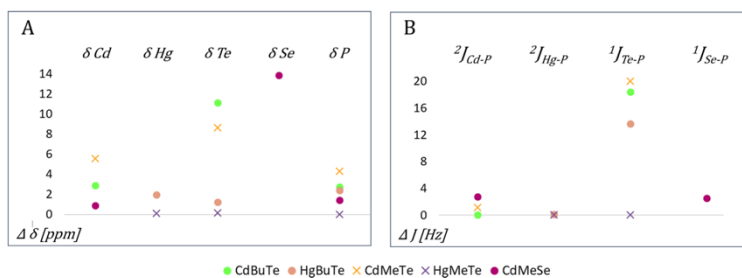 A
δ Cd δ Hg δ Te δ Se δ P
14
12
10
8
6
4
2
0
Δ δ [ppm]
B
²J_Cd-P ²J_Hg-P ¹J_Te-P ¹J_Se-P
20
16
12
8
4
0
Δ J [Hz]
CdBuTe HgBuTe CdMeTe HgMeTe CdMeSe